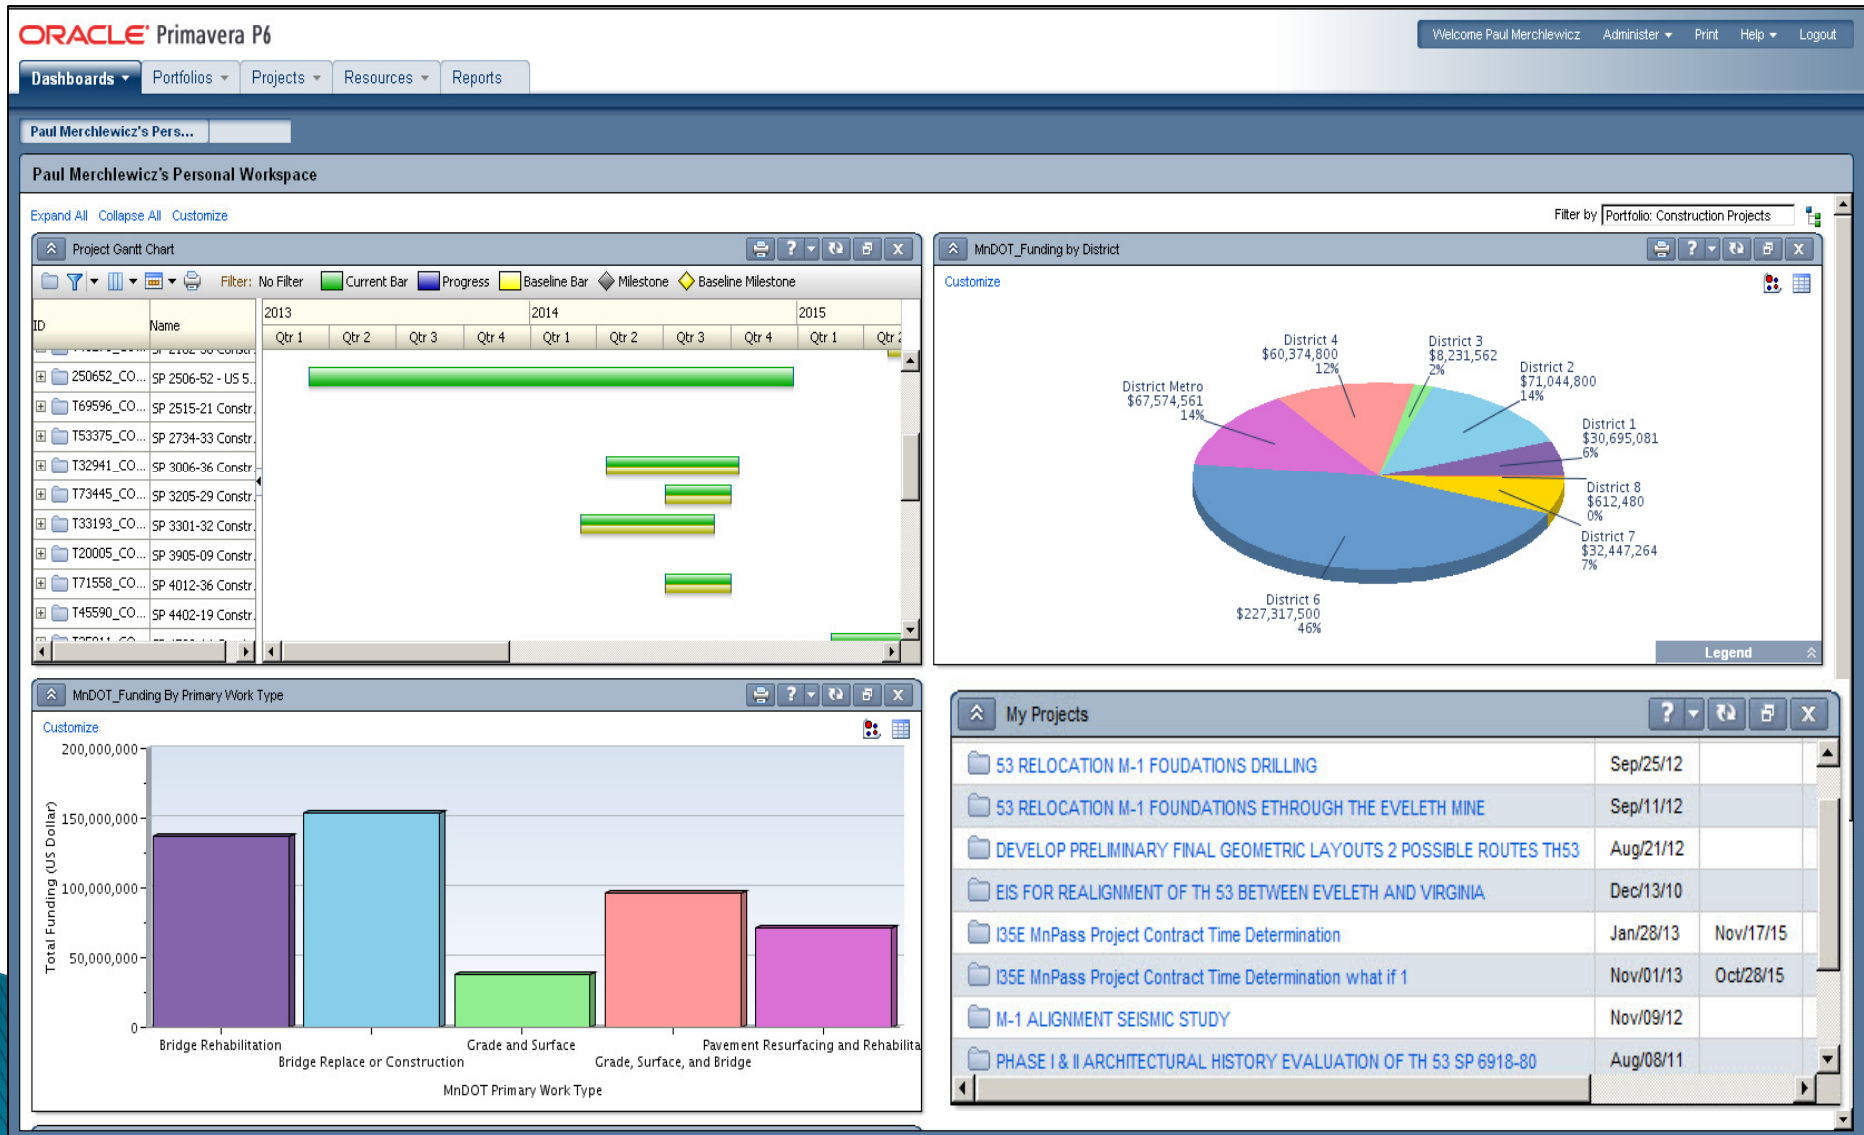 ORACLE Primavera P6
Welcome Paul Merchlewicz Administer Print Help Logout
Dashboards Portfolios Projects Resources Reports
Paul Merchlewicz's Pers...
Paul Merchlewicz's Personal Workspace
Expand All Collapse All Customize
Filter by Portfolio: Construction Projects
Project Gantt Chart
Filter: No Filter Current Bar Progress Baseline Bar Milestone Baseline Milestone
ID Name
2013 2014 2015
Qtr 1 Qtr 2 Qtr 3 Qtr 4 Qtr 1 Qtr 2 Qtr 3 Qtr 4 Qtr 1 Qtr
250652_CO... SP 2506-52 - US 5..
T69596_CO... SP 2515-21 Constr.
T53375_CO... SP 2734-33 Constr.
T32941_CO... SP 3006-36 Constr.
T73445_CO... SP 3205-29 Constr.
T33193_CO... SP 3301-32 Constr.
T20005_CO... SP 3905-09 Constr.
T71558_CO... SP 4012-36 Constr.
T45590_CO... SP 4402-19 Constr.
MnDOT_Funding by District
Customize
District 4
$60,374,800
12%
District 3
$8,231,562
2%
District 2
$71,044,800
14%
District Metro
$67,574,561
14%
District 1
$30,695,081
6%
District 8
$612,480
0%
District 7
$32,447,264
7%
District 6
$227,317,500
46%
Legend
MnDOT_Funding By Primary Work Type
Customize
Total Funding (US Dollar)
200,000,000
150,000,000
100,000,000
50,000,000
0
Bridge Rehabilitation
Bridge Replace or Construction
Grade and Surface
Grade, Surface, and Bridge
Pavement Resurfacing and Rehabilita
MnDOT Primary Work Type
My Projects
53 RELOCATION M-1 FOUDATIONS DRILLING Sep/25/12
53 RELOCATION M-1 FOUNDATIONS ETHROUGH THE EVELETH MINE Sep/11/12
DEVELOP PRELIMINARY FINAL GEOMETRIC LAYOUTS 2 POSSIBLE ROUTES TH53 Aug/21/12
EIS FOR REALIGNMENT OF TH 53 BETWEEN EVELETH AND VIRGINIA Dec/13/10
I35E MnPass Project Contract Time Determination Jan/28/13 Nov/17/15
I35E MnPass Project Contract Time Determination what if 1 Nov/01/13 Oct/28/15
M-1 ALIGNMENT SEISMIC STUDY Nov/09/12
PHASE I & II ARCHITECTURAL HISTORY EVALUATION OF TH 53 SP 6918-80 Aug/08/11